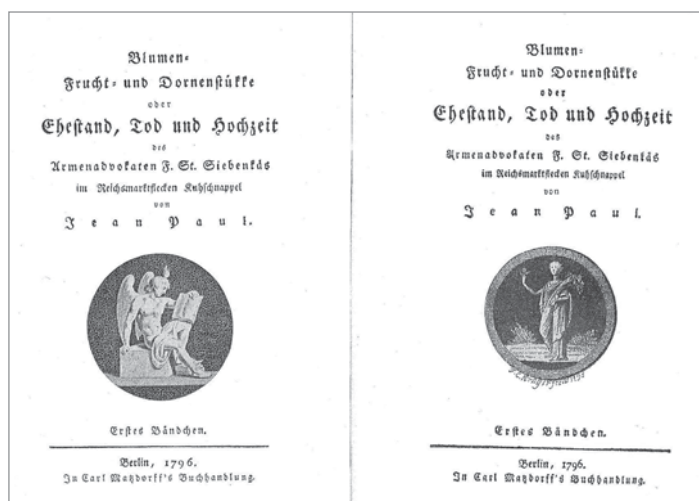 Blumen-
Frucht- und Dornenstükke
oder
Ehestand, Tod und Hochzeit
des
Armenadvokaten F. St. Siebenkäs
im Reichsmarktflecken Kuhschnappel
von
Jean Paul.
Erstes Bändchen.
Berlin, 1796.
In Carl Matzdorff's Buchhandlung.
Blumen-
Frucht- und Dornenstükke
oder
Ehestand, Tod und Hochzeit
des
Armenadvokaten F. St. Siebenkäs
im Reichsmarktflecken Kuhschnappel
von
Jean Paul.
Erstes Bändchen.
Berlin, 1796.
In Carl Matzdorff's Buchhandlung.